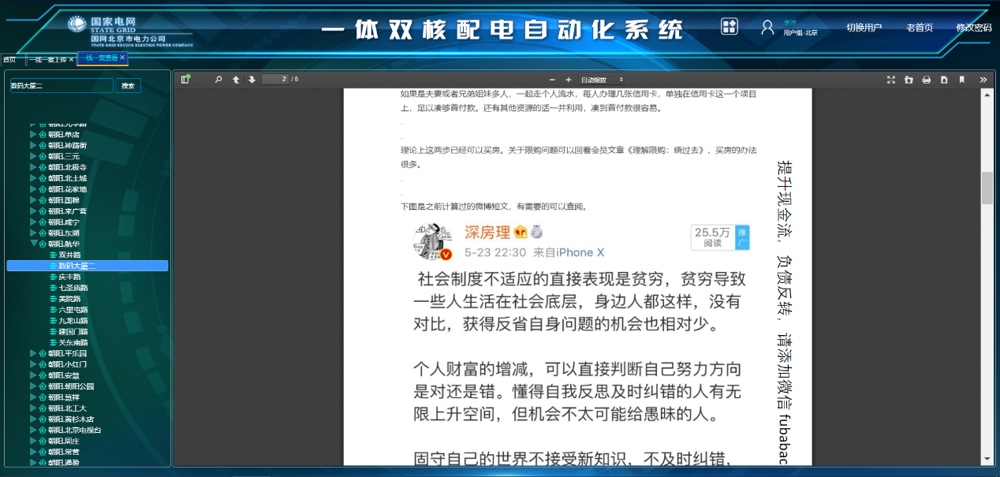 国家电网
STATE GRID
国网北京市电力公司
STATE GRID BEIJING ELECTRIC POWER COMPANY
一体双核配电自动化系统
用户组:北京
切换用户
老首页
修改密码
首页
一线一案上传 ×
一线一案查看 ×
数码大厦二
搜索
朝阳.光华路
朝阳.单店
朝阳.神路街
朝阳.三元
朝阳.北极寺
朝阳.北土城
朝阳.花家地
朝阳.国棉
朝阳.来广营
朝阳.咸宁
朝阳.东湖
朝阳.航华
双井路
数码大厦二
庆丰路
七圣庙路
美院路
六里屯路
九龙山路
建国门路
关东南路
朝阳.平乐园
朝阳.小红门
朝阳.安慧
朝阳.朝阳公园
朝阳.慧祥
朝阳.北工大
朝阳.黄杉木店
朝阳.北京电视台
朝阳.周庄
朝阳.常营
朝阳.通盈
2 / 6
自动缩放
如果是夫妻或者兄弟姐妹多人，一起走个人流水，每人办理几张信用卡，单独在信用卡这一个项目
上，足以凑够首付款。还有其他资源的话一并利用，凑到首付款很容易。
.
.
理论上这两步已经可以买房。关于限购问题可以回看会员文章《理解限购：绕过去》，买房的办法
很多。
.
.
下图是之前计算过的微博短文，有需要的可以查阅。
深房理
5-23 22:30 来自iPhone X
25.5万
阅读
推广
社会制度不适应的直接表现是贫穷，贫穷导致
一些人生活在社会底层，身边人都这样，没有
对比，获得反省自身问题的机会也相对少。
个人财富的增减，可以直接判断自己努力方向
是对还是错。懂得自我反思及时纠错的人有无
限上升空间，但机会不太可能给愚昧的人。
固守自己的世界不接受新知识，不及时纠错，
提升现金流，负债反转，请添加微信 fubabac